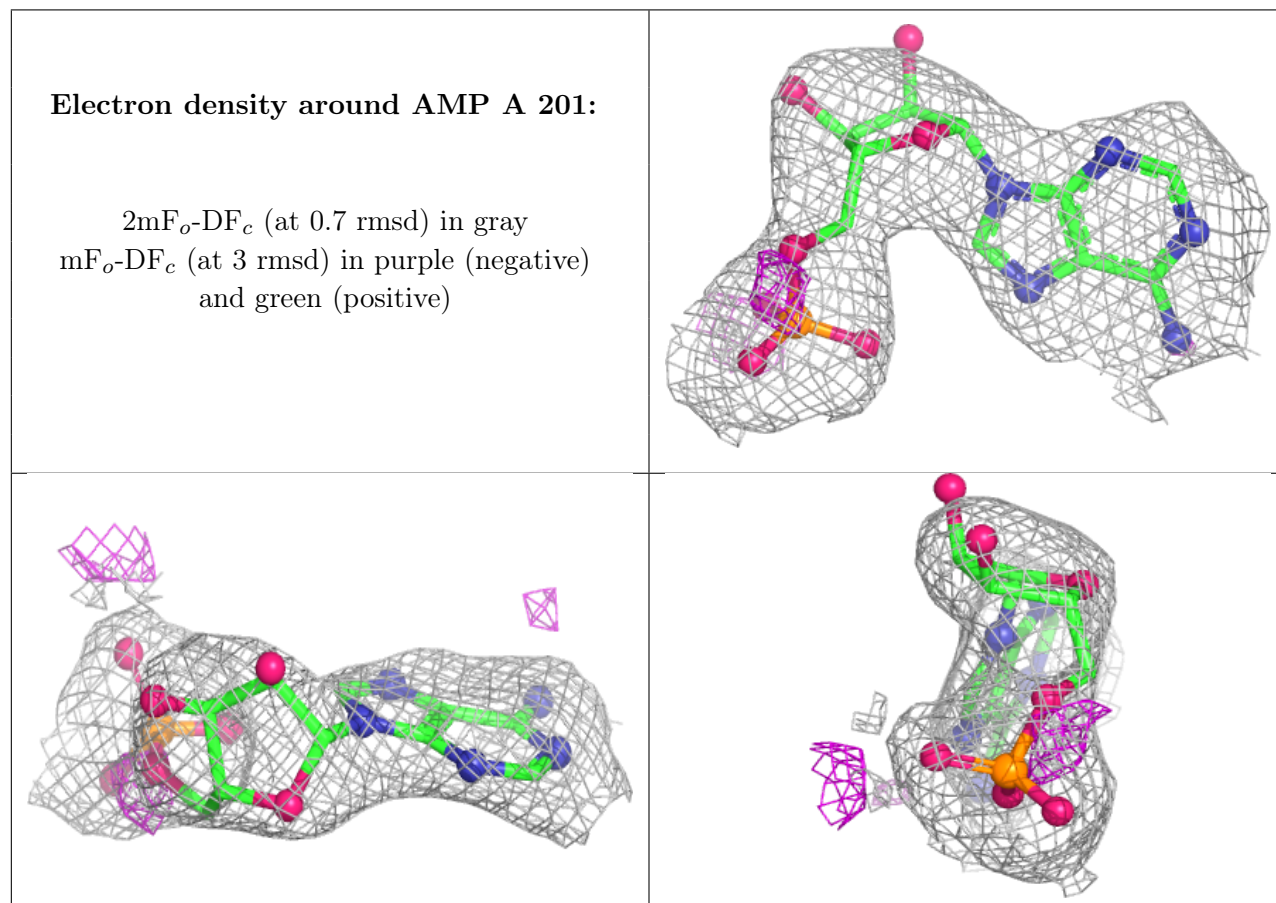 Electron density around AMP A 201:
2mFo-DFc (at 0.7 rmsd) in gray
mFo-DFc (at 3 rmsd) in purple (negative)
and green (positive)